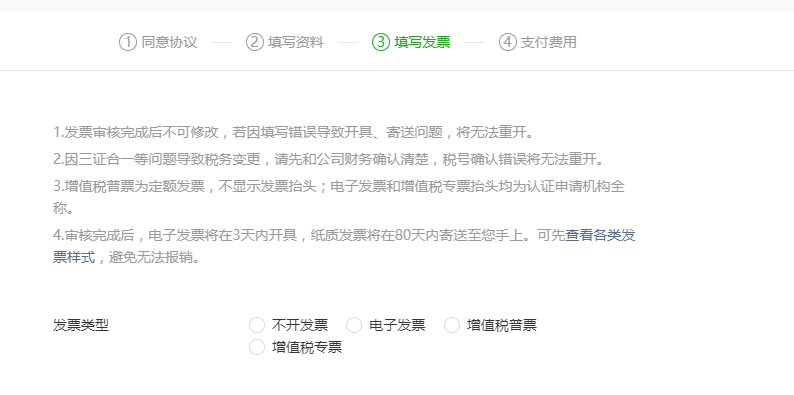 ① 同意协议 ② 填写资料 ③ 填写发票 ④ 支付费用
1.发票审核完成后不可修改，若因填写错误导致开具、寄送问题，将无法重开。
2.因三证合一等问题导致税务变更，请先和公司财务确认清楚，税号确认错误将无法重开。
3.增值税普票为定额发票，不显示发票抬头；电子发票和增值税专票抬头均为认证申请机构全
称。
4.审核完成后，电子发票将在3天内开具，纸质发票将在80天内寄送至您手上。可先查看各类发
票样式，避免无法报销。
发票类型 不开发票 电子发票 增值税普票
增值税专票